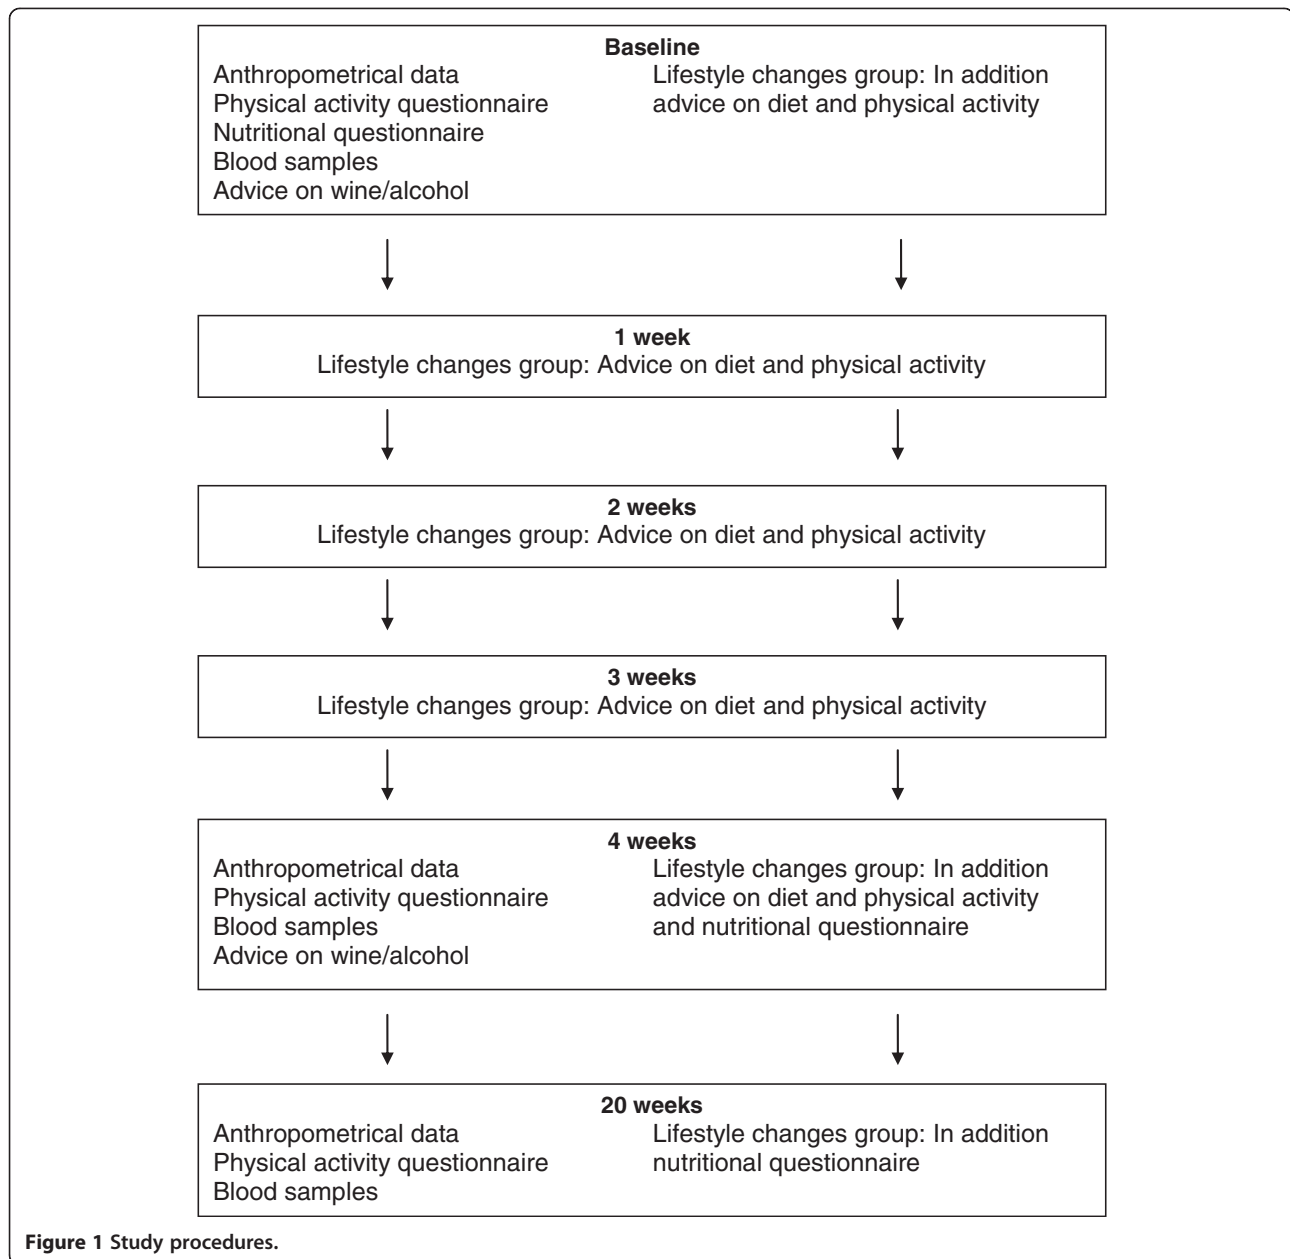 Baseline
Anthropometrical data
Physical activity questionnaire
Nutritional questionnaire
Blood samples
Advice on wine/alcohol
Lifestyle changes group: In addition
advice on diet and physical activity
1 week
Lifestyle changes group: Advice on diet and physical activity
2 weeks
Lifestyle changes group: Advice on diet and physical activity
3 weeks
Lifestyle changes group: Advice on diet and physical activity
4 weeks
Anthropometrical data
Physical activity questionnaire
Blood samples
Advice on wine/alcohol
Lifestyle changes group: In addition
advice on diet and physical activity
and nutritional questionnaire
20 weeks
Anthropometrical data
Physical activity questionnaire
Blood samples
Lifestyle changes group: In addition
nutritional questionnaire
Figure 1 Study procedures.